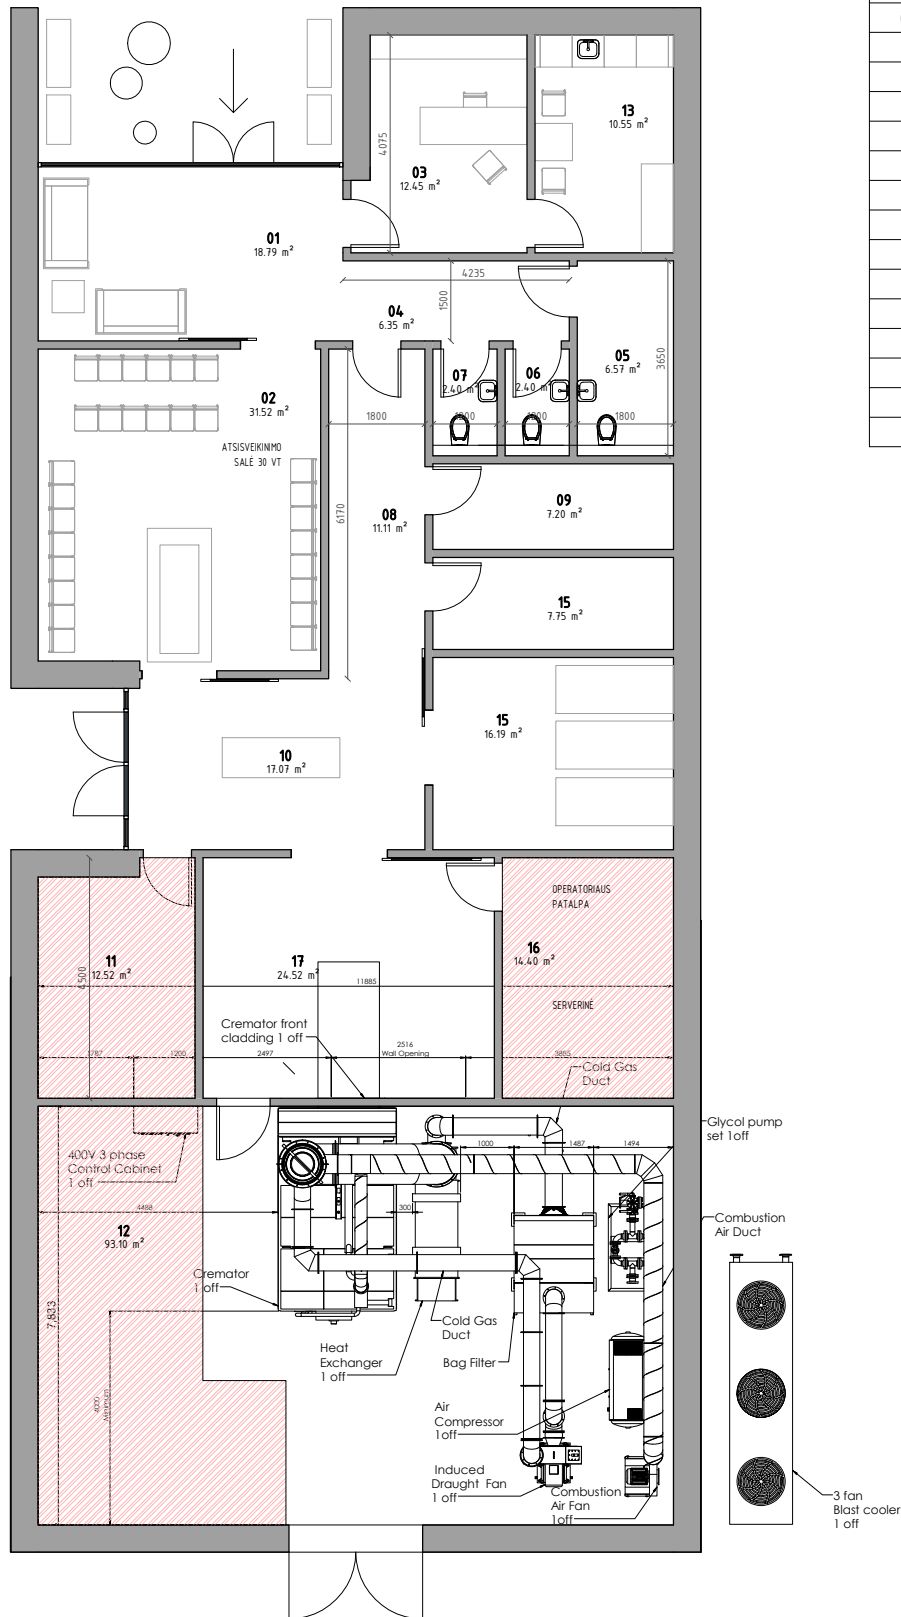 03
12.45 m²
4075
13
10.55 m²
01
18.79 m²
4235
1500
04
6.35 m²
05
6.57 m²
3650
07
2.40 m²
06
2.40 m²
02
31.52 m²
ATSISVEIKINIMO
SALĖ 30 VT
1800
1200
1200
1800
6170
08
11.11 m²
09
7.20 m²
15
7.75 m²
15
16.19 m²
10
17.07 m²
OPERATORIAUS
PATALPA
11
12.52 m²
4500
17
24.52 m²
16
14.40 m²
11885
SERVERINĖ
Cremator front
cladding 1 off
1787
1200
2497
2516
Wall Opening
3885
Cold Gas
Duct
Glycol pump
set 1off
400V 3 phase
Control Cabinet
1 off
1000
1487
1494
4488
300
12
93.10 m²
Combustion
Air Duct
Cremator
1 off
7,833
Cold Gas
Duct
Heat
Exchanger
1 off
Bag Filter
4000
Minimum
Air
Compressor
1off
Induced
Draught Fan
1 off
Combustion
Air Fan
1off
3 fan
Blast cooler
1 off